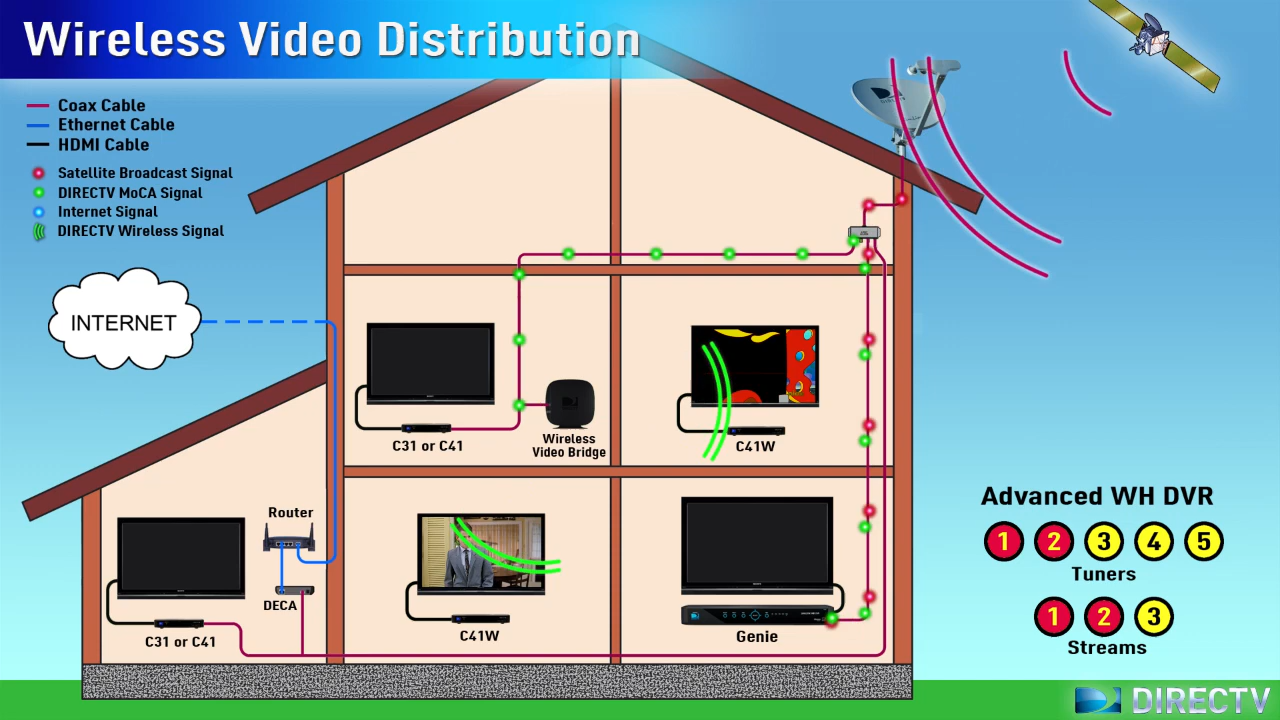 Wireless Video Distribution
Coax Cable
Ethernet Cable
HDMI Cable
Satellite Broadcast Signal
DIRECTV MoCA Signal
Internet Signal
DIRECTV Wireless Signal
INTERNET
C31 or C41
Wireless
Video Bridge
C41W
Router
DECA
C31 or C41
C41W
Genie
Advanced WH DVR
1 2 3 4 5
Tuners
1 2 3
Streams
DIRECTV